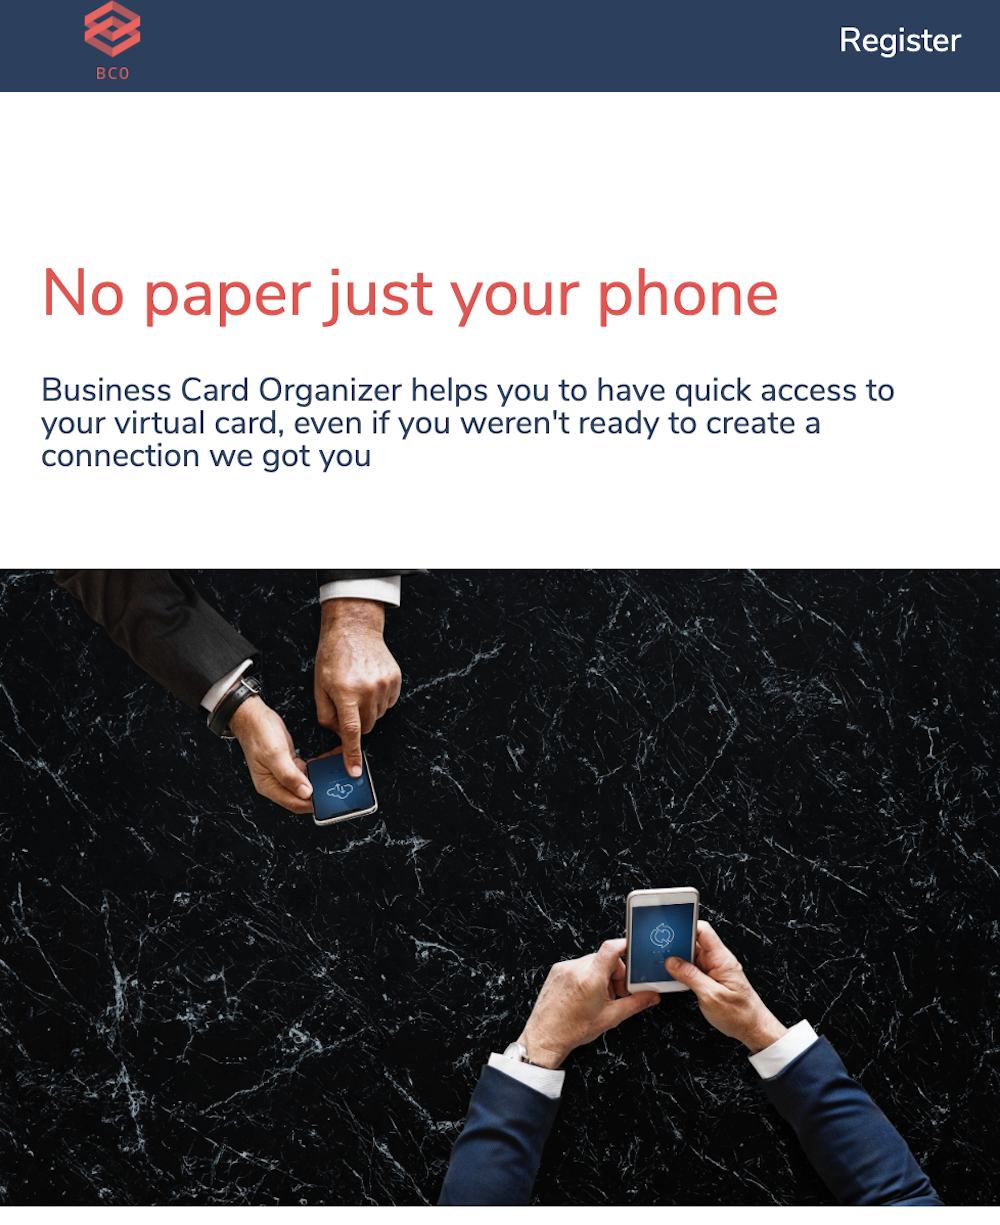 BCO
Register
No paper just your phone
Business Card Organizer helps you to have quick access to
your virtual card, even if you weren't ready to create a
connection we got you